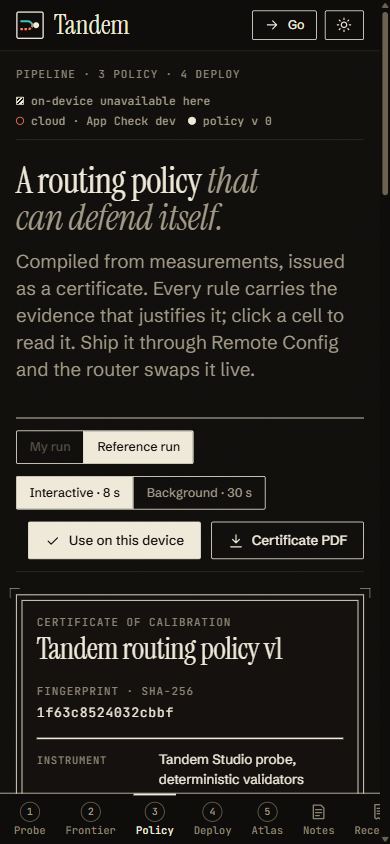 Tandem
Go
PIPELINE · 3 POLICY · 4 DEPLOY
on-device unavailable here
cloud · App Check dev policy v 0
A routing policy that
can defend itself.
Compiled from measurements, issued
as a certificate. Every rule carries the
evidence that justifies it; click a cell to
read it. Ship it through Remote Config
and the router swaps it live.
My run Reference run
Interactive · 8 s Background · 30 s
Use on this device Certificate PDF
CERTIFICATE OF CALIBRATION
Tandem routing policy v1
FINGERPRINT · SHA-256
1f63c8524032cbbf
INSTRUMENT Tandem Studio probe,
deterministic validators
1 2 3 4 5
Probe Frontier Policy Deploy Atlas Notes Rece